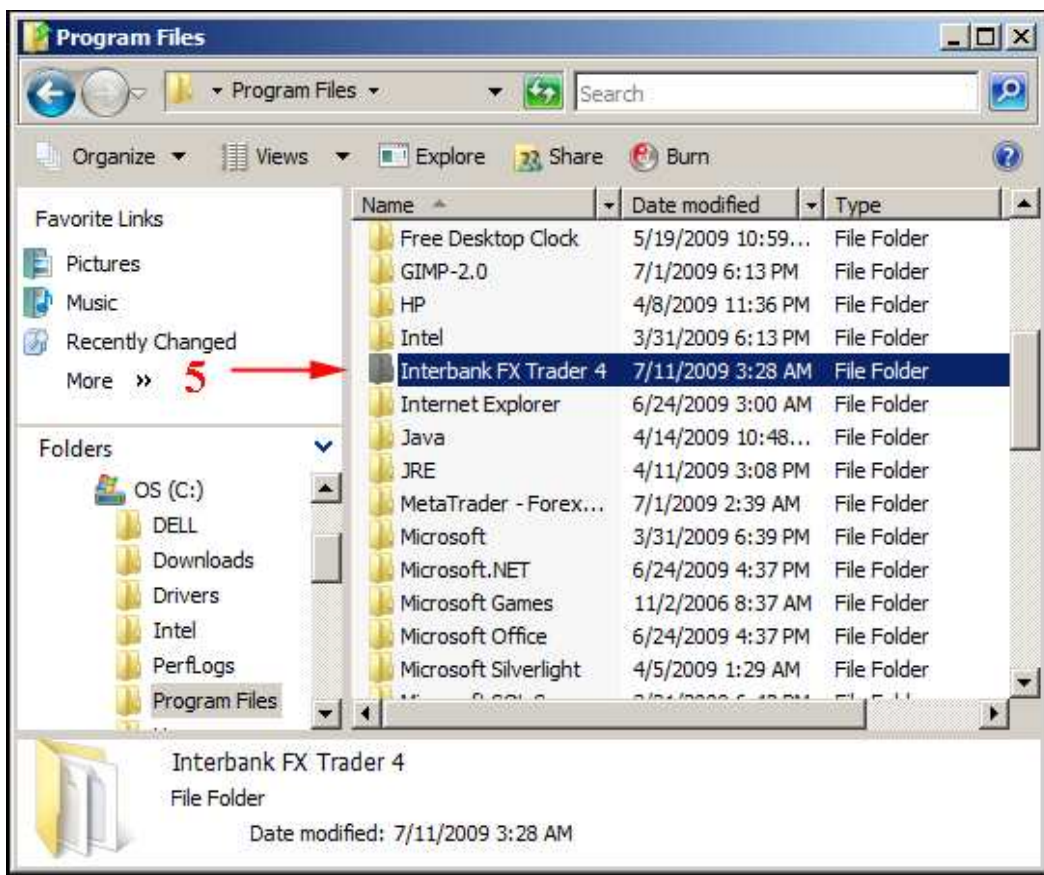 Program Files
Program Files
Search
Organize Views Explore Share Burn
Favorite Links
Pictures
Music
Recently Changed
More »
5
Folders
OS (C:)
DELL
Downloads
Drivers
Intel
PerfLogs
Program Files
Name Date modified Type
Free Desktop Clock 5/19/2009 10:59... File Folder
GIMP-2.0 7/1/2009 6:13 PM File Folder
HP 4/8/2009 11:36 PM File Folder
Intel 3/31/2009 6:13 PM File Folder
Interbank FX Trader 4 7/11/2009 3:28 AM File Folder
Internet Explorer 6/24/2009 3:00 AM File Folder
Java 4/14/2009 10:48... File Folder
JRE 4/11/2009 3:08 PM File Folder
MetaTrader - Forex... 7/1/2009 2:39 AM File Folder
Microsoft 3/31/2009 6:39 PM File Folder
Microsoft.NET 6/24/2009 4:37 PM File Folder
Microsoft Games 11/2/2006 8:37 AM File Folder
Microsoft Office 6/24/2009 4:37 PM File Folder
Microsoft Silverlight 4/5/2009 1:29 AM File Folder
Interbank FX Trader 4
File Folder
Date modified: 7/11/2009 3:28 AM